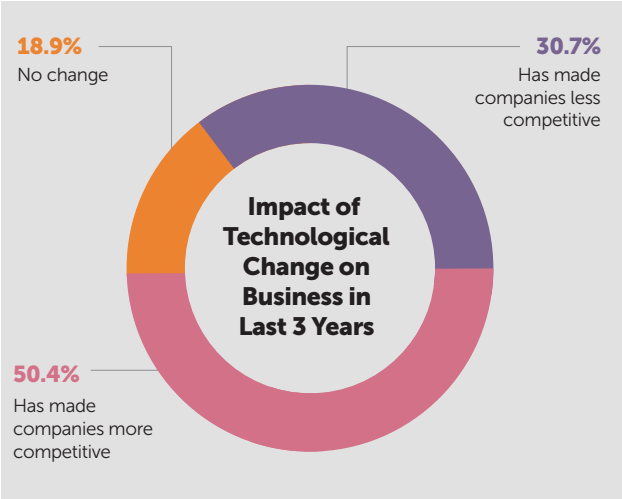 18.9%
No change
30.7%
Has made
companies less
competitive
Impact of
Technological
Change on
Business in
Last 3 Years
50.4%
Has made
companies more
competitive